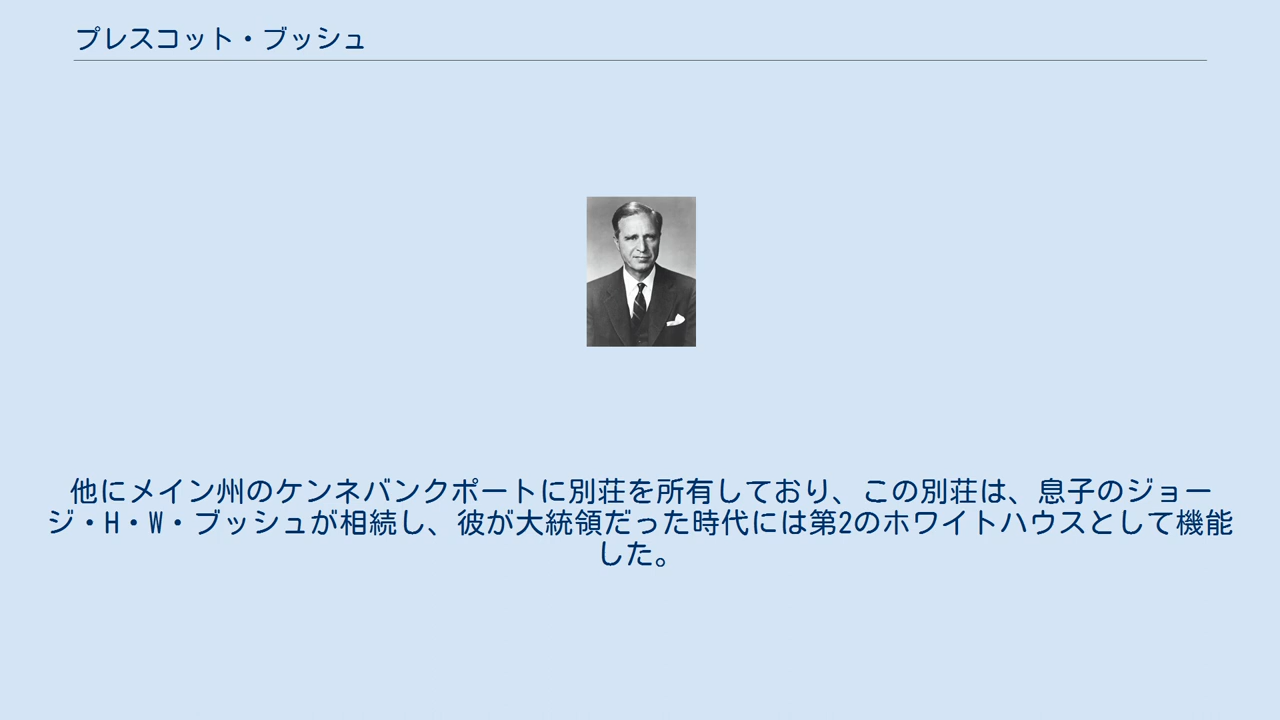 プレスコット・ブッシュ
他にメイン州のケンネバンクポートに別荘を所有しており、この別荘は、息子のジョー
ジ・H・W・ブッシュが相続し、彼が大統領だった時代には第2のホワイトハウスとして機能
した。